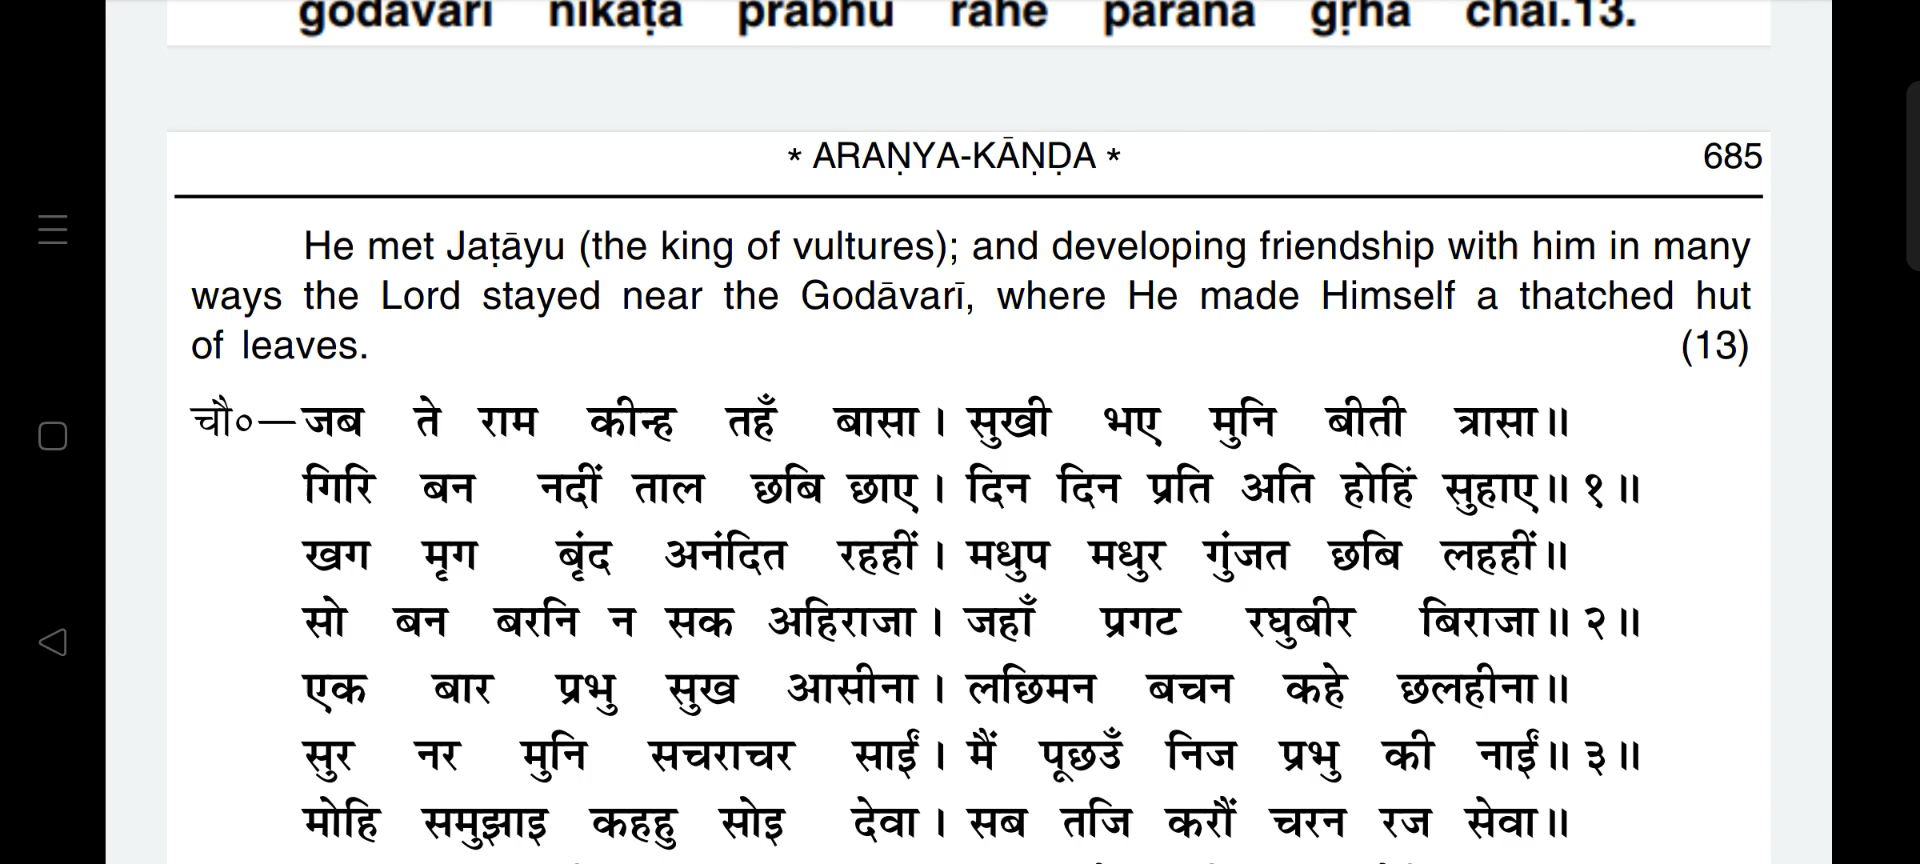 godāvarī nikaṭa prabhu rahe parana gṛha chāi.13.
* ARAṆYA-KĀṆḌA * 685
He met Jaṭāyu (the king of vultures); and developing friendship with him in many
ways the Lord stayed near the Godāvarī, where He made Himself a thatched hut
of leaves. (13)
चौ०—जब ते राम कीन्ह तहँ बासा। सुखी भए मुनि बीती त्रासा॥
गिरि बन नदीं ताल छबि छाए। दिन दिन प्रति अति होहिं सुहाए॥ १॥
खग मृग बृंद अनंदित रहहीं। मधुप मधुर गुंजत छबि लहहीं॥
सो बन बरनि न सक अहिराजा। जहाँ प्रगट रघुबीर बिराजा॥ २॥
एक बार प्रभु सुख आसीना। लछिमन बचन कहे छलहीना॥
सुर नर मुनि सचराचर साईं। मैं पूछउँ निज प्रभु की नाईं॥ ३॥
मोहि समुझाइ कहहु सोइ देवा। सब तजि करौं चरन रज सेवा॥